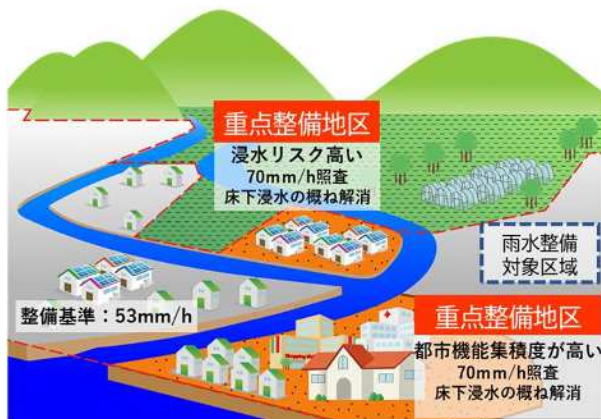 重点整備地区
浸水リスク高い
70mm/h照査
床下浸水の概ね解消
雨水整備
対象区域
整備基準：53mm/h
重点整備地区
都市機能集積度が高い
70mm/h照査
床下浸水の概ね解消